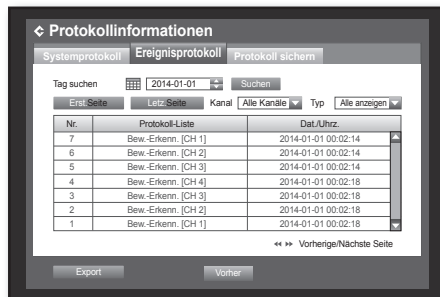 Protokollinformationen
Systemprotokoll Ereignisprotokoll Protokoll sichern
Tag suchen 2014-01-01 Suchen
Erst.Seite Letz.Seite Kanal Alle Kanäle Typ Alle anzeigen
Nr. Protokoll-Liste Dat./Uhrz.
7 Bew.-Erkenn. [CH 1] 2014-01-01 00:02:14
6 Bew.-Erkenn. [CH 2] 2014-01-01 00:02:14
5 Bew.-Erkenn. [CH 3] 2014-01-01 00:02:14
4 Bew.-Erkenn. [CH 4] 2014-01-01 00:02:18
3 Bew.-Erkenn. [CH 3] 2014-01-01 00:02:18
2 Bew.-Erkenn. [CH 2] 2014-01-01 00:02:18
1 Bew.-Erkenn. [CH 1] 2014-01-01 00:02:18
Vorherige/Nächste Seite
Export Vorher